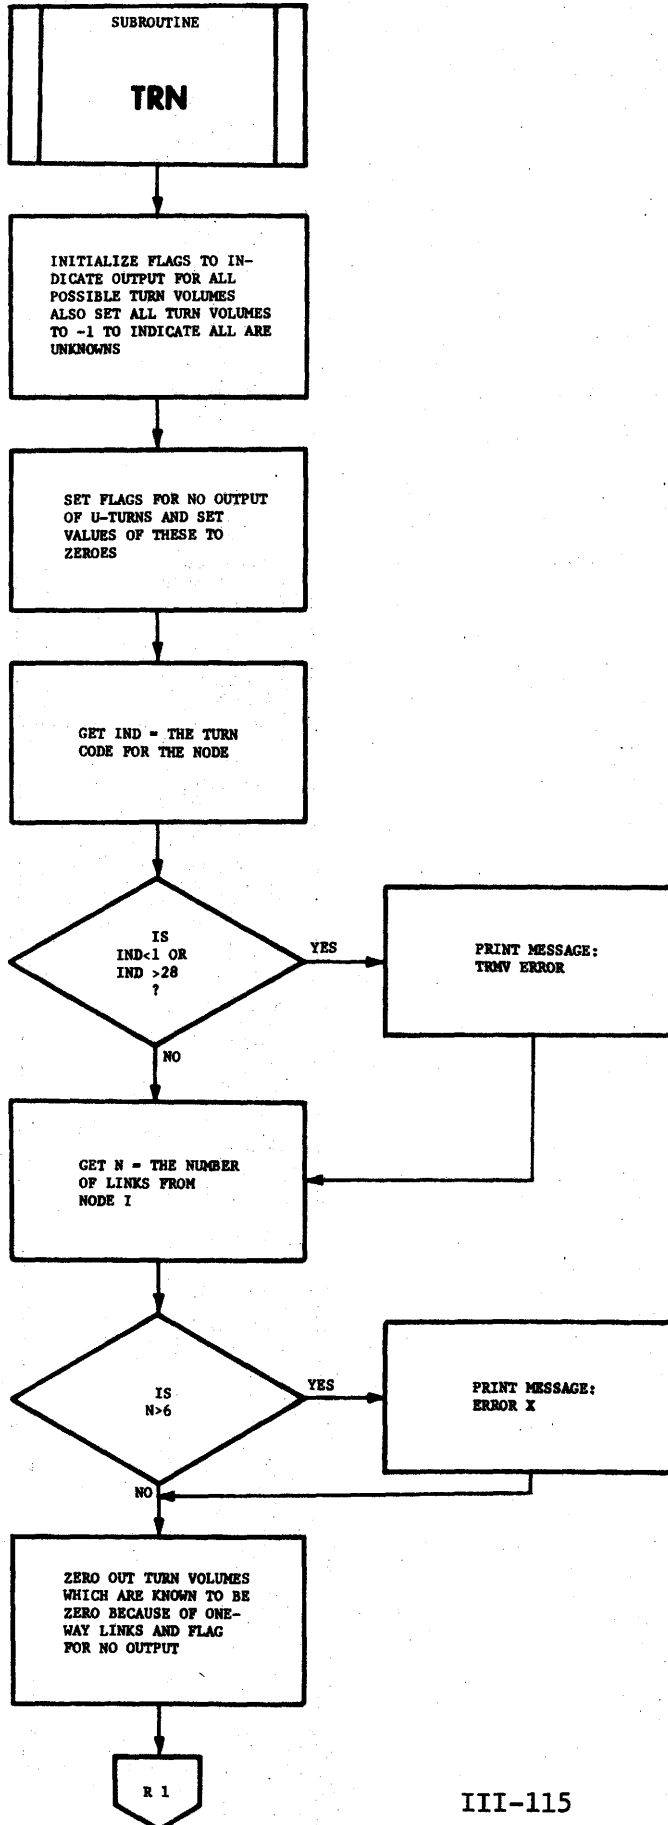 SUBROUTINE
TRN
INITIALIZE FLAGS TO IN-
DICATE OUTPUT FOR ALL
POSSIBLE TURN VOLUMES
ALSO SET ALL TURN VOLUMES
TO -1 TO INDICATE ALL ARE
UNKNOWNS
SET FLAGS FOR NO OUTPUT
OF U-TURNS AND SET
VALUES OF THESE TO
ZEROES
GET IND = THE TURN
CODE FOR THE NODE
IS
IND<1 OR
IND >28
?
YES
PRINT MESSAGE:
TRMV ERROR
NO
GET N = THE NUMBER
OF LINKS FROM
NODE I
IS
N>6
YES
PRINT MESSAGE:
ERROR X
NO
ZERO OUT TURN VOLUMES
WHICH ARE KNOWN TO BE
ZERO BECAUSE OF ONE-
WAY LINKS AND FLAG
FOR NO OUTPUT
R 1
III-115